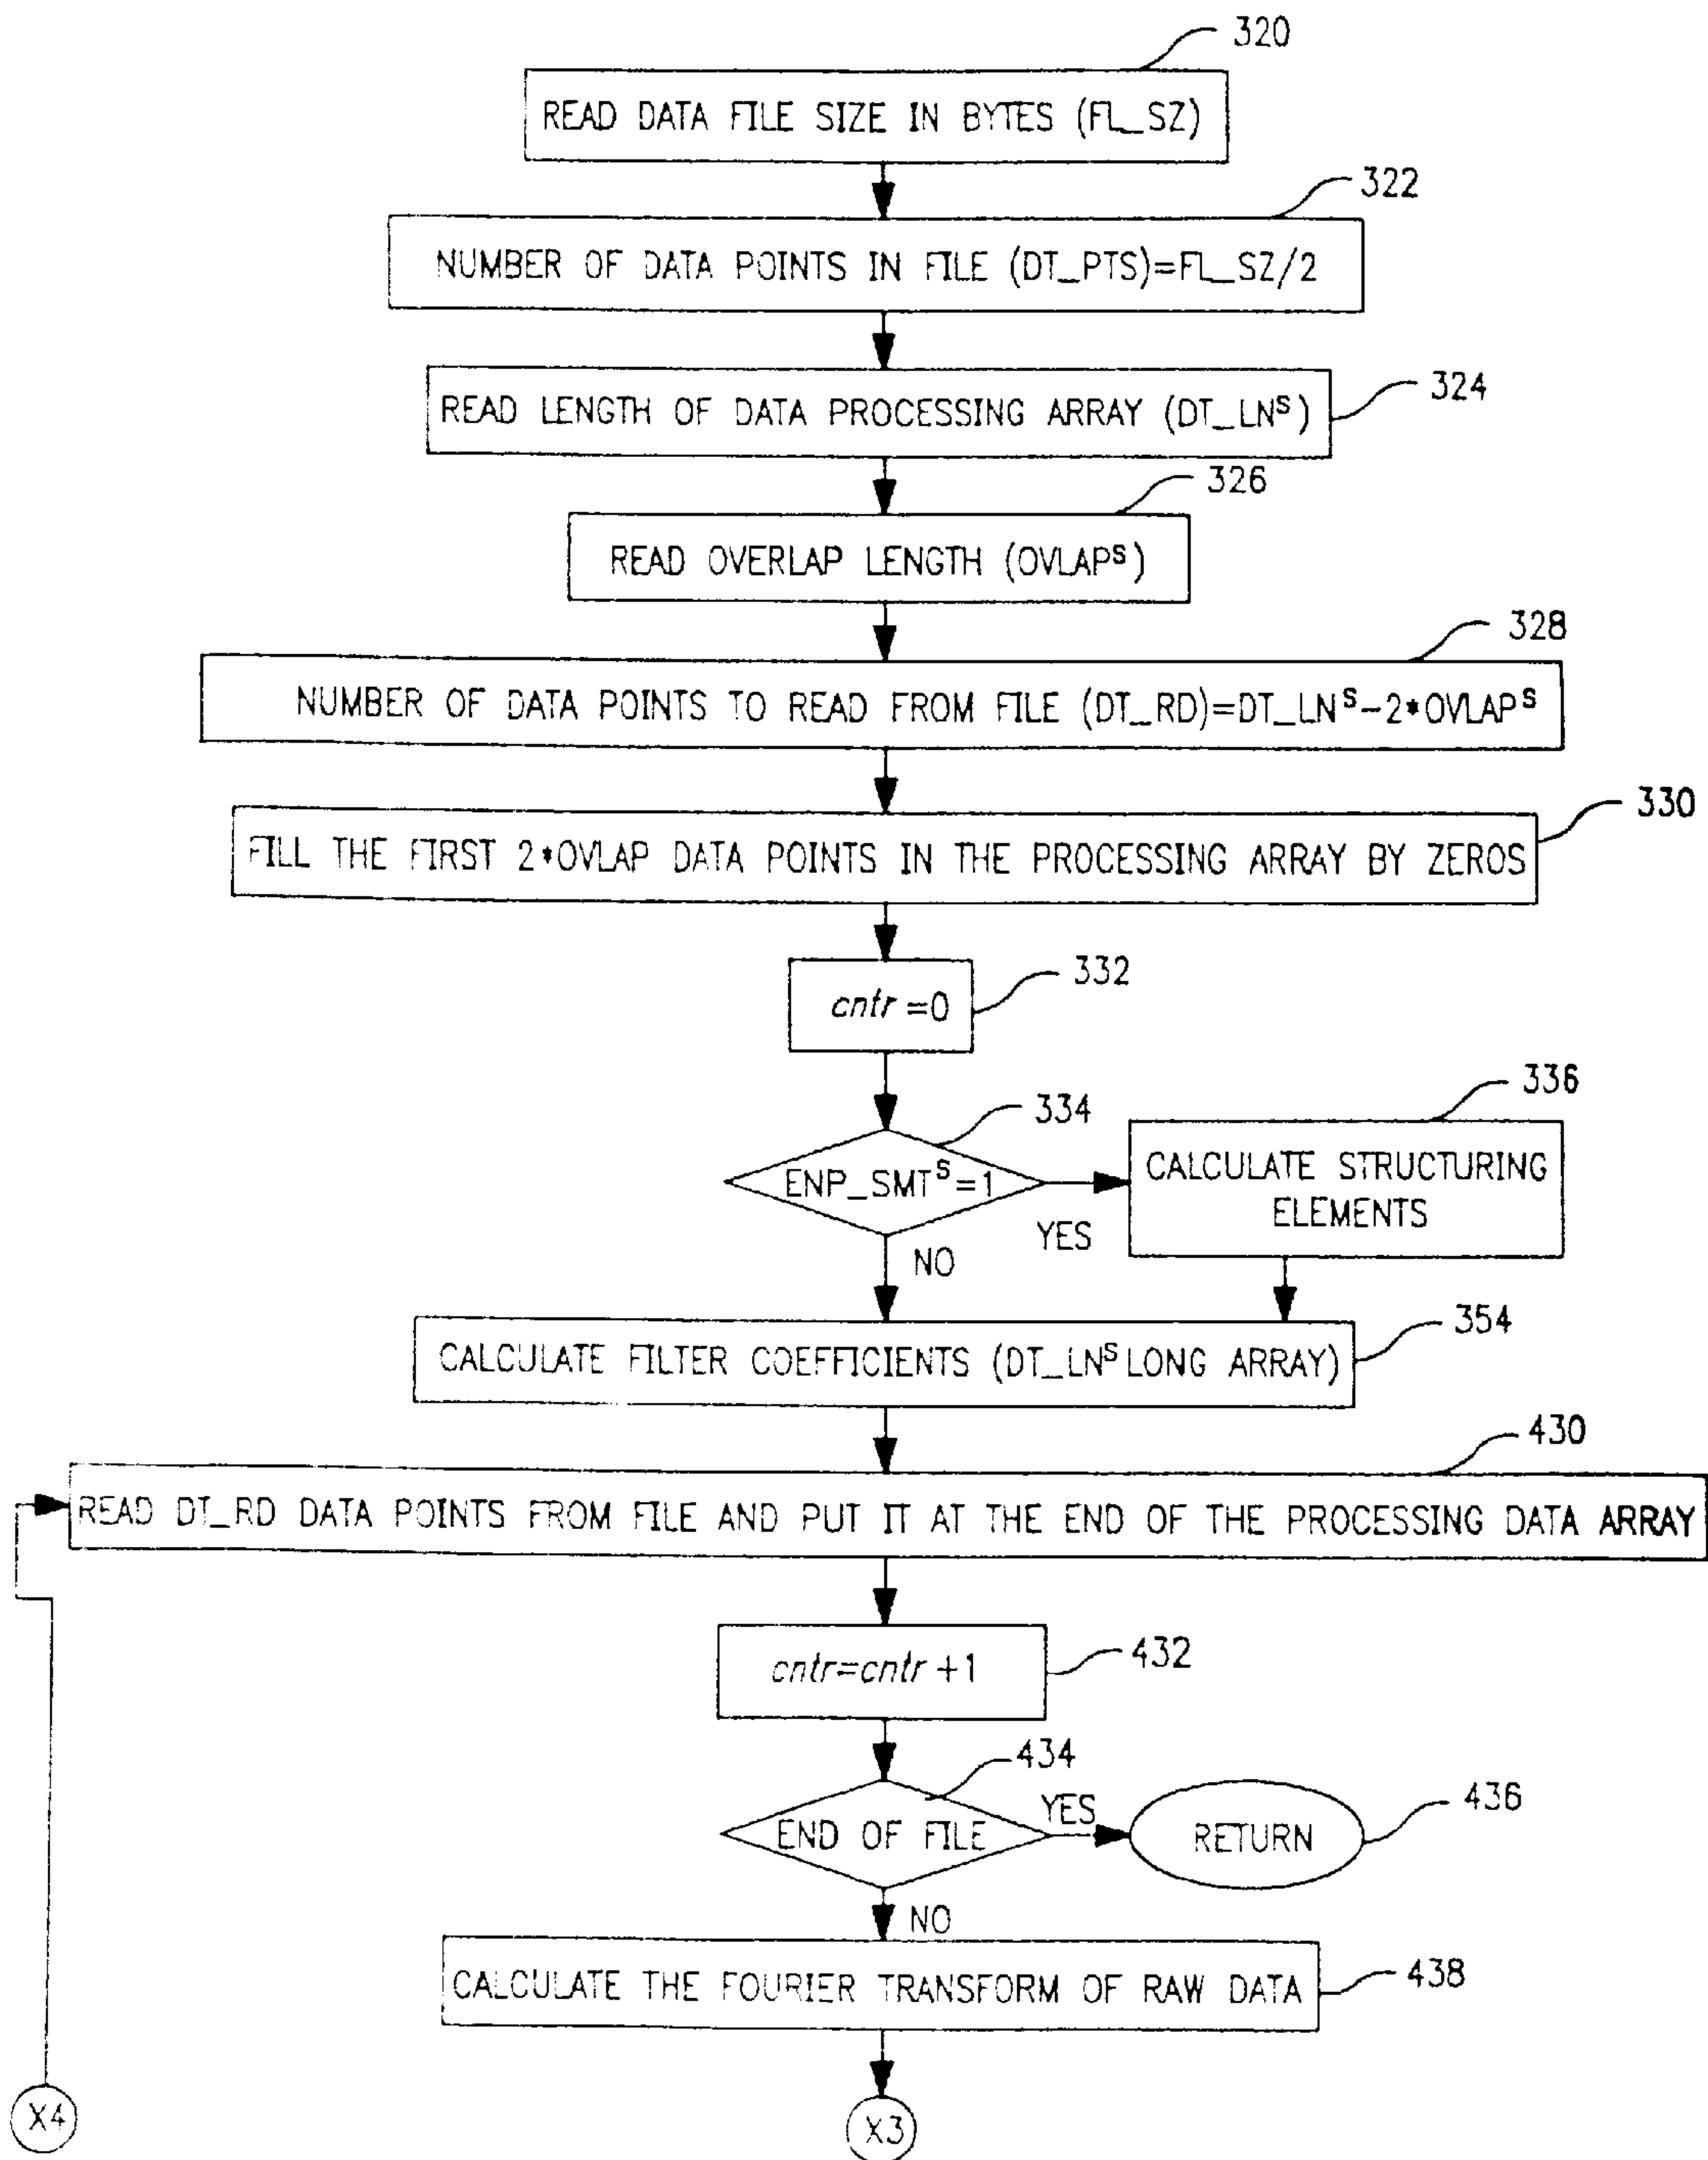 320
READ DATA FILE SIZE IN BYTES (FL_SZ)
322
NUMBER OF DATA POINTS IN FILE (DT_PTS)=FL_SZ/2
324
READ LENGTH OF DATA PROCESSING ARRAY (DT_LNˢ)
326
READ OVERLAP LENGTH (OVLAPˢ)
328
NUMBER OF DATA POINTS TO READ FROM FILE (DT_RD)=DT_LNˢ-2*OVLAPˢ
330
FILL THE FIRST 2*OVLAP DATA POINTS IN THE PROCESSING ARRAY BY ZEROS
332
cntr=0
334
336
ENP_SMTˢ=1
CALCULATE STRUCTURING
ELEMENTS
YES
NO
354
CALCULATE FILTER COEFFICIENTS (DT_LNˢ LONG ARRAY)
430
READ DT_RD DATA POINTS FROM FILE AND PUT IT AT THE END OF THE PROCESSING DATA ARRAY
432
cntr=cntr+1
434
END OF FILE
YES
RETURN
436
NO
CALCULATE THE FOURIER TRANSFORM OF RAW DATA
438
X4
X3